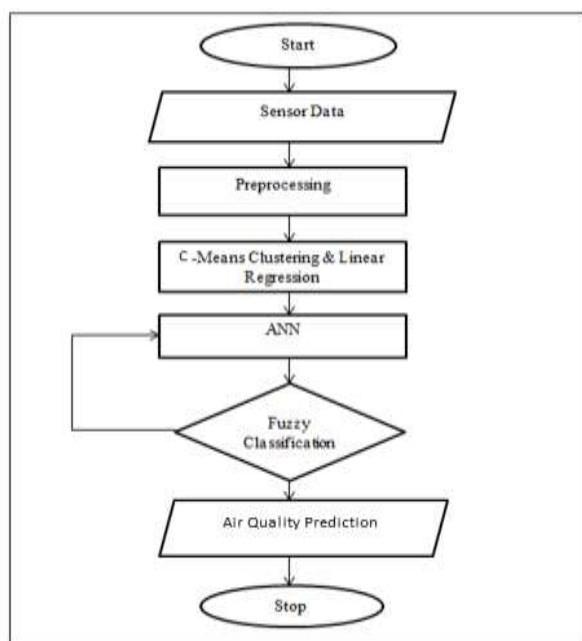 Start
Sensor Data
Preprocessing
C -Means Clustering & Linear
Regression
ANN
Fuzzy
Classification
Air Quality Prediction
Stop